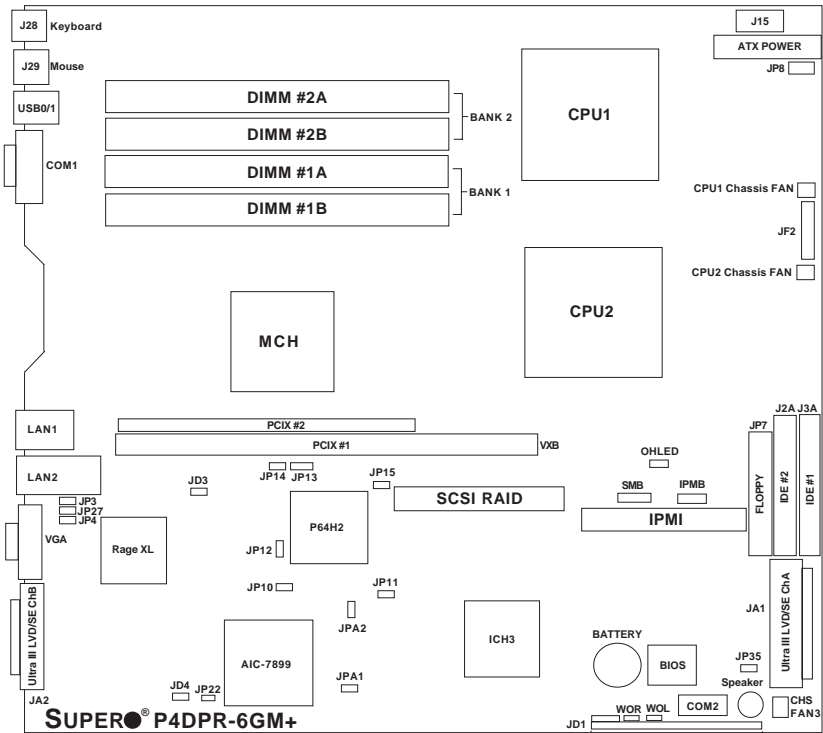 J28 Keyboard
J15
ATX POWER
J29 Mouse
JP8
USB0/1
DIMM #2A
BANK 2
CPU1
DIMM #2B
COM1
DIMM #1A
BANK 1
CPU1 Chassis FAN
DIMM #1B
JF2
CPU2 Chassis FAN
CPU2
MCH
LAN1
PCIX #2
J2A J3A
PCIX #1
VXB
JP7
OHLED
LAN2
JP14 JP13
JP15
JD3
SCSI RAID
SMB
IPMB
FLOPPY
IDE #2
IDE #1
JP3
JP27
JP4
IPMI
P64H2
VGA
Rage XL
JP12
JP10
JP11
Ultra III LVD/SE ChB
JPA2
ICH3
BATTERY
JA1
Ultra III LVD/SE ChA
BIOS
JP35
AIC-7899
JPA1
JD4
JP22
Speaker
JA2
COM2
CHS
FAN3
WOR
WOL
JD1
SUPER® P4DPR-6GM+